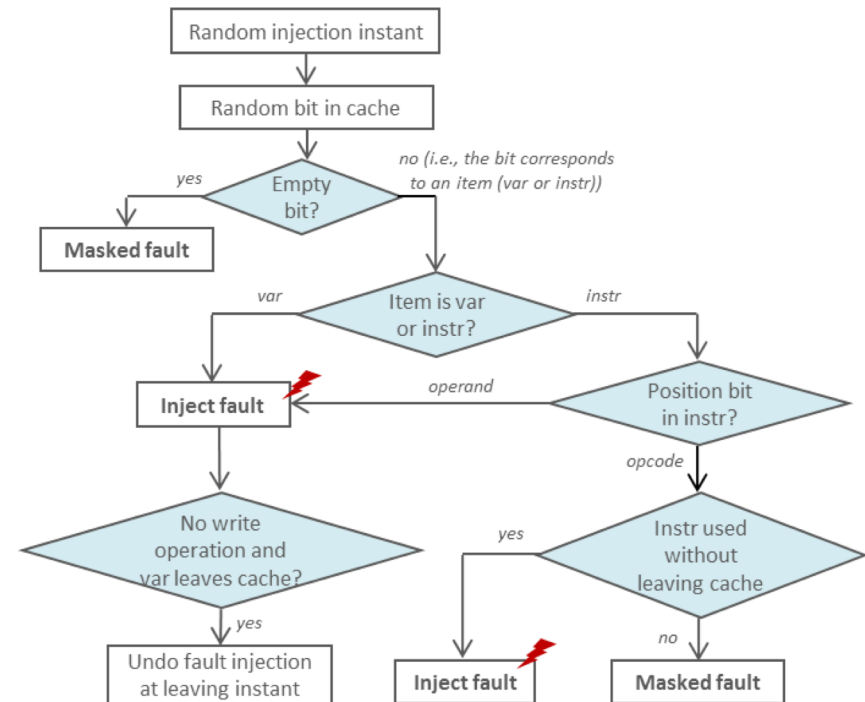 Random injection instant
Random bit in cache
no (i.e., the bit corresponds
to an item (var or instr))
yes
Empty
bit?
Masked fault
var
Item is var
or instr?
instr
Inject fault
operand
Position bit
in instr?
opcode
No write
operation and
var leaves cache?
yes
Instr used
without
leaving cache
yes
no
Undo fault injection
at leaving instant
Inject fault
Masked fault